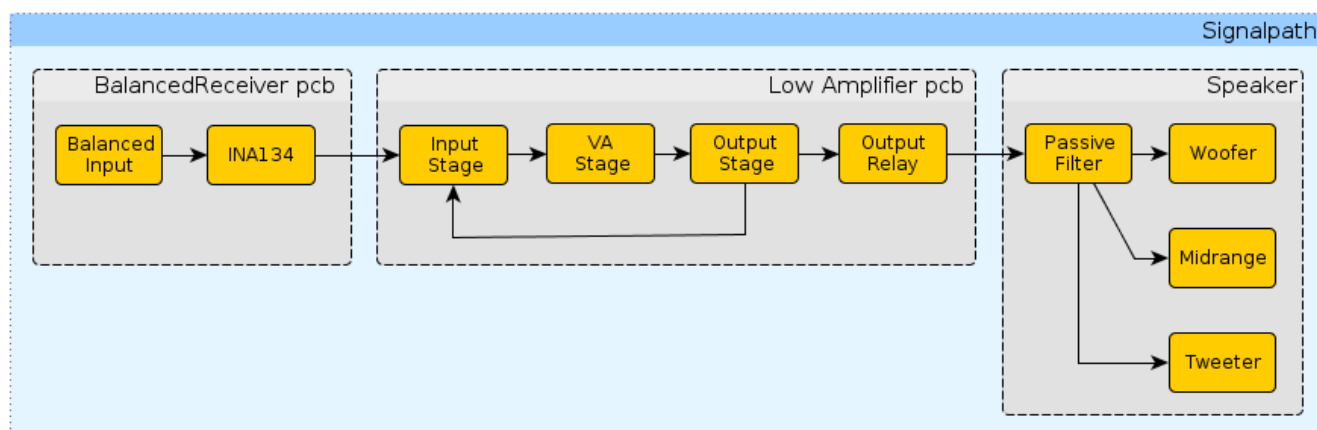 Signalpath
BalancedReceiver pcb
Balanced
Input
INA134
Low Amplifier pcb
Input
Stage
VA
Stage
Output
Stage
Output
Relay
Speaker
Passive
Filter
Woofer
Midrange
Tweeter